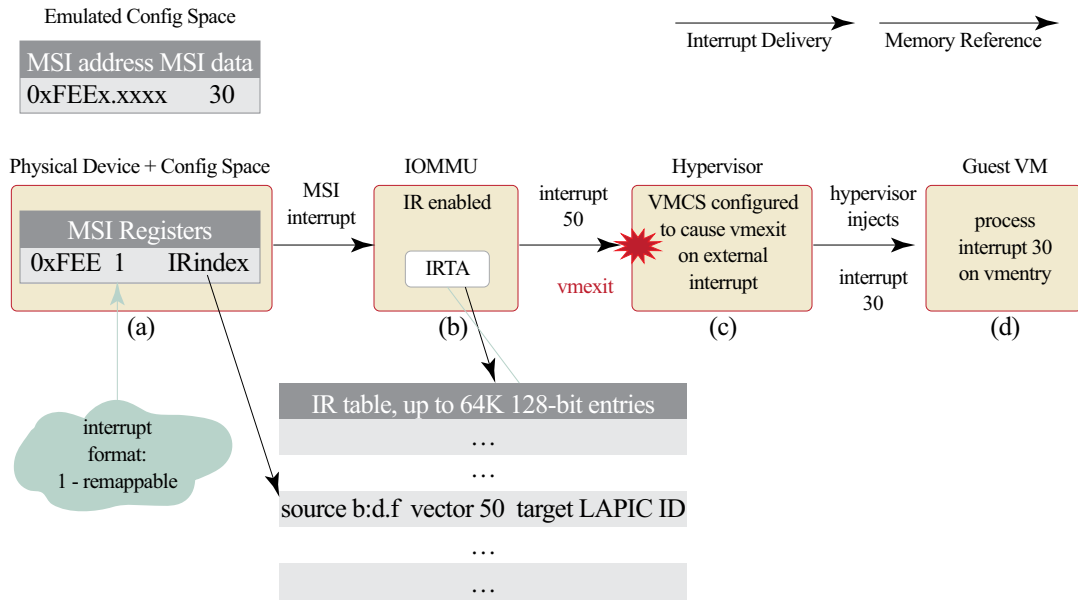 Emulated Config Space
MSI address MSI data
0xFEEx.xxxx 30
Interrupt Delivery
Memory Reference
Physical Device + Config Space
MSI Registers
0xFEE 1 IRindex
(a)
MSI
interrupt
IOMMU
IR enabled
IRTA
(b)
interrupt
50
vmexit
Hypervisor
VMCS configured
to cause vmexit
on external
interrupt
(c)
hypervisor
injects
interrupt
30
Guest VM
process
interrupt 30
on vmentry
(d)
interrupt
format:
1 - remappable
IR table, up to 64K 128-bit entries
…
…
source b:d.f vector 50 target LAPIC ID
…
…